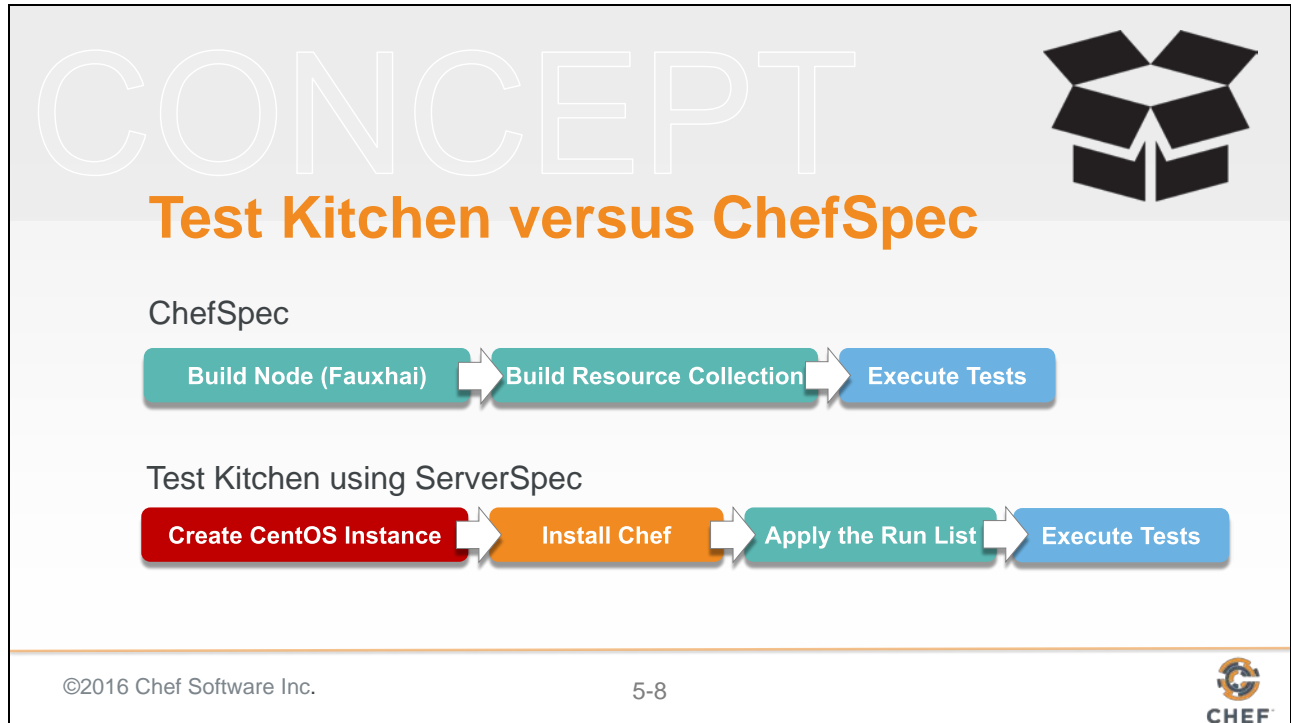 CONCEPT
Test Kitchen versus ChefSpec
ChefSpec
Build Node (Fauxhai)
Build Resource Collection
Execute Tests
Test Kitchen using ServerSpec
Create CentOS Instance
Install Chef
Apply the Run List
Execute Tests
©2016 Chef Software Inc.
5-8
CHEF